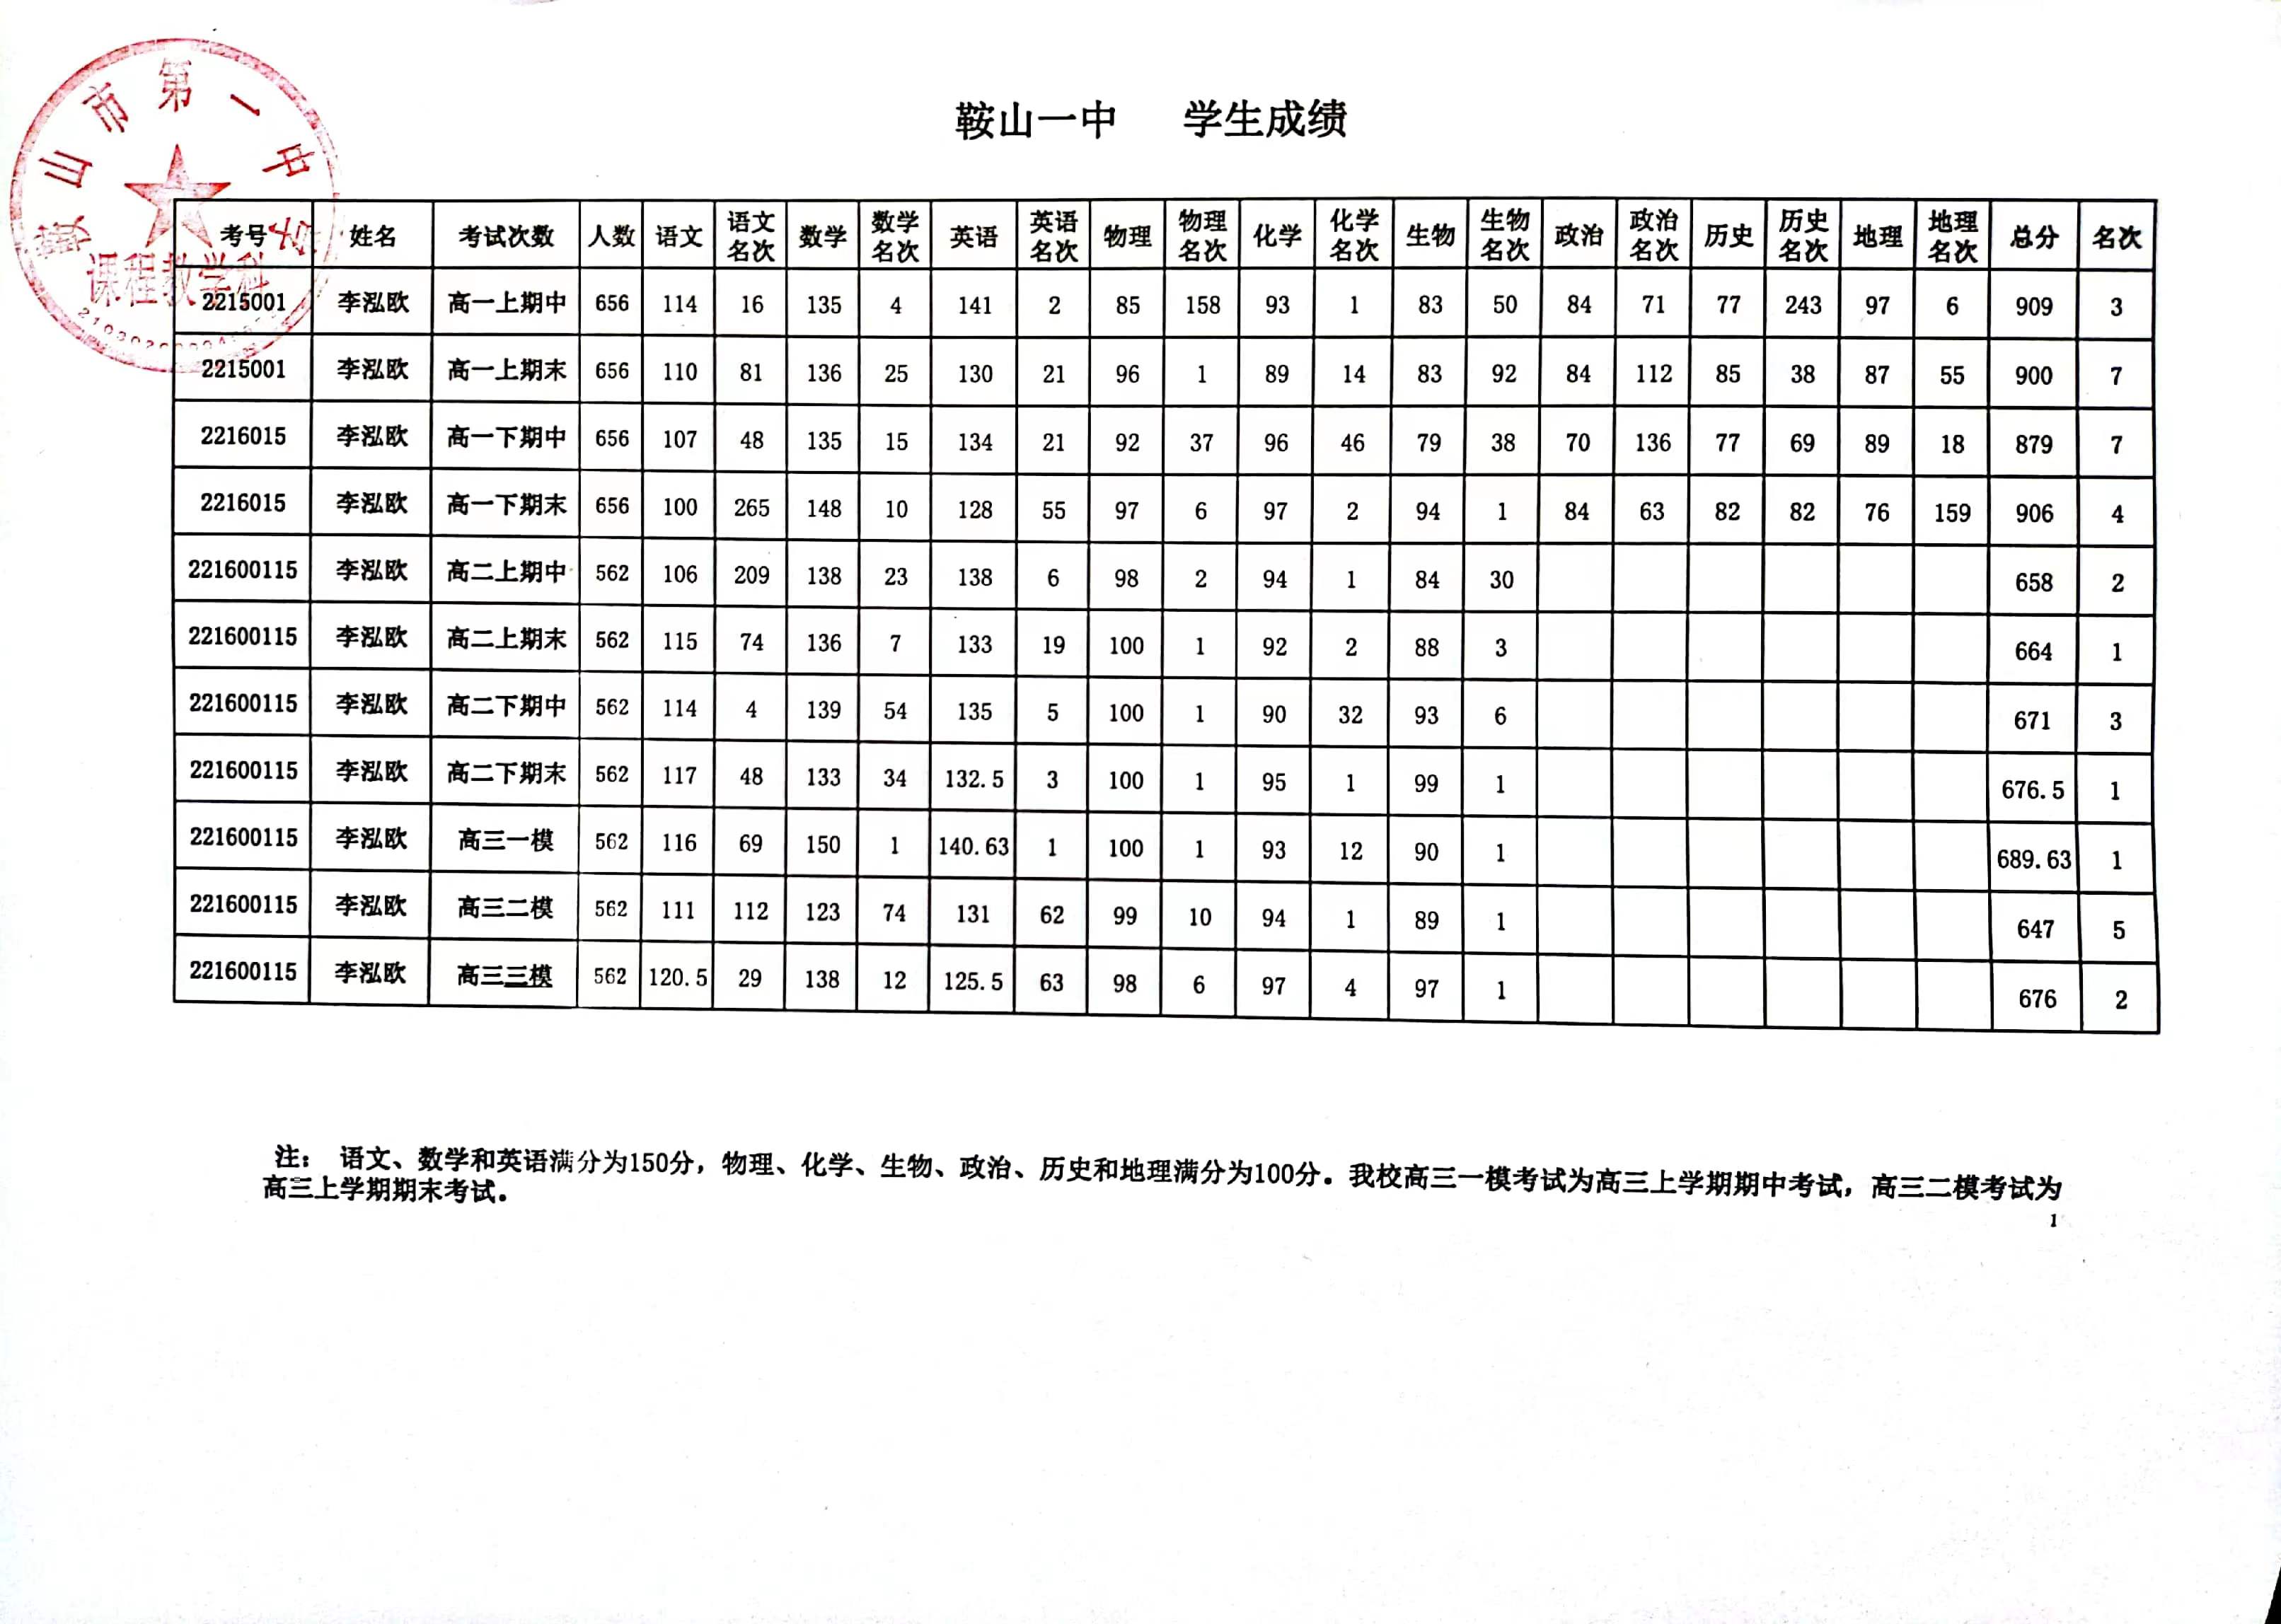 鞍山市第一中学
课程教学科
鞍山一中 学生成绩
考号 姓名 考试次数 人数 语文 语文名次 数学 数学名次 英语 英语名次 物理 物理名次 化学 化学名次 生物 生物名次 政治 政治名次 历史 历史名次 地理 地理名次 总分 名次
2215001 李泓欧 高一上期中 656 114 16 135 4 141 2 85 158 93 1 83 50 84 71 77 243 97 6 909 3
2215001 李泓欧 高一上期末 656 110 81 136 25 130 21 96 1 89 14 83 92 84 112 85 38 87 55 900 7
2216015 李泓欧 高一下期中 656 107 48 135 15 134 21 92 37 96 46 79 38 70 136 77 69 89 18 879 7
2216015 李泓欧 高一下期末 656 100 265 148 10 128 55 97 6 97 2 94 1 84 63 82 82 76 159 906 4
221600115 李泓欧 高二上期中 562 106 209 138 23 138 6 98 2 94 1 84 30 658 2
221600115 李泓欧 高二上期末 562 115 74 136 7 133 19 100 1 92 2 88 3 664 1
221600115 李泓欧 高二下期中 562 114 4 139 54 135 5 100 1 90 32 93 6 671 3
221600115 李泓欧 高二下期末 562 117 48 133 34 132.5 3 100 1 95 1 99 1 676.5 1
221600115 李泓欧 高三一模 562 116 69 150 1 140.63 1 100 1 93 12 90 1 689.63 1
221600115 李泓欧 高三二模 562 111 112 123 74 131 62 99 10 94 1 89 1 647 5
221600115 李泓欧 高三三模 562 120.5 29 138 12 125.5 63 98 6 97 4 97 1 676 2
注： 语文、数学和英语满分为150分，物理、化学、生物、政治、历史和地理满分为100分。我校高三一模考试为高三上学期期中考试，高三二模考试为
高三上学期期末考试。
1